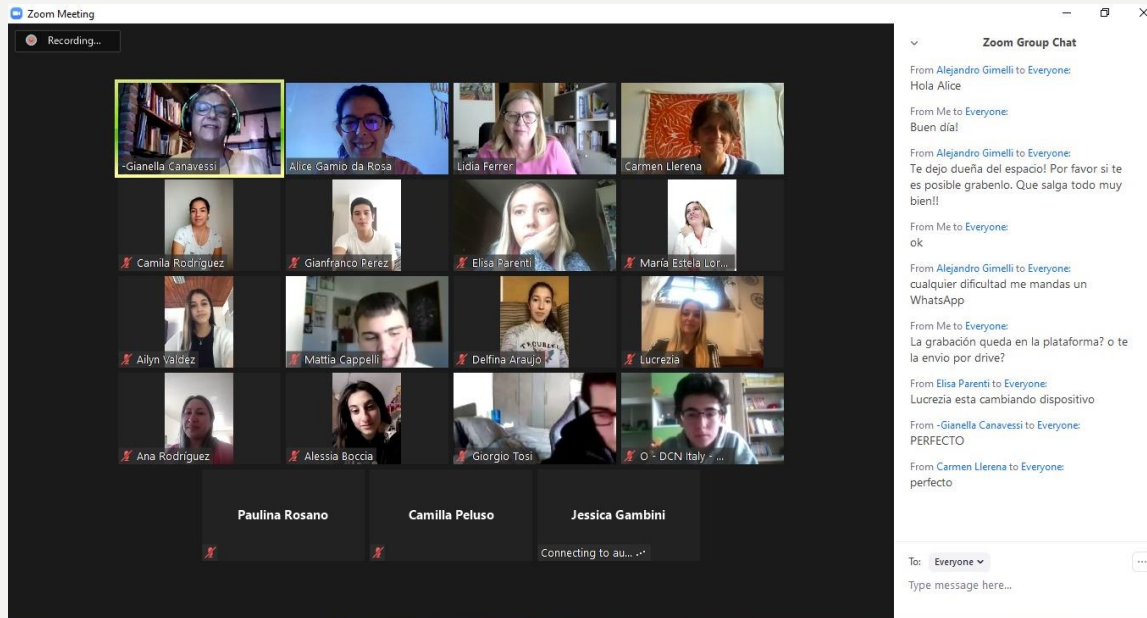 Zoom Meeting
Recording...
-Gianella Canavessi
Alice Gamio da Rosa
Lidia Ferrer
Carmen Llerena
Camila Rodriguez
Gianfranco Perez
Elisa Parenti
María Estela Lor...
Ailyn Valdez
Mattia Cappelli
Delfina Araujo
Lucrezia
Ana Rodríguez
Alessia Boccia
Giorgio Tosi
O - DCN Italy - ...
Paulina Rosano
Camilla Peluso
Jessica Gambini
Connecting to au...
Zoom Group Chat
From Alejandro Gimelli to Everyone:
Hola Alice
From Me to Everyone:
Buen día!
From Alejandro Gimelli to Everyone:
Te dejo dueña del espacio! Por favor si te
es posible grabenlo. Que salga todo muy
bien!!
From Me to Everyone:
ok
From Alejandro Gimelli to Everyone:
cualquier dificultad me mandas un
WhatsApp
From Me to Everyone:
La grabación queda en la plataforma? o te
la envio por drive?
From Elisa Parenti to Everyone:
Lucrezia esta cambiando dispositivo
From -Gianella Canavessi to Everyone:
PERFECTO
From Carmen Llerena to Everyone:
perfecto
To: Everyone
Type message here...